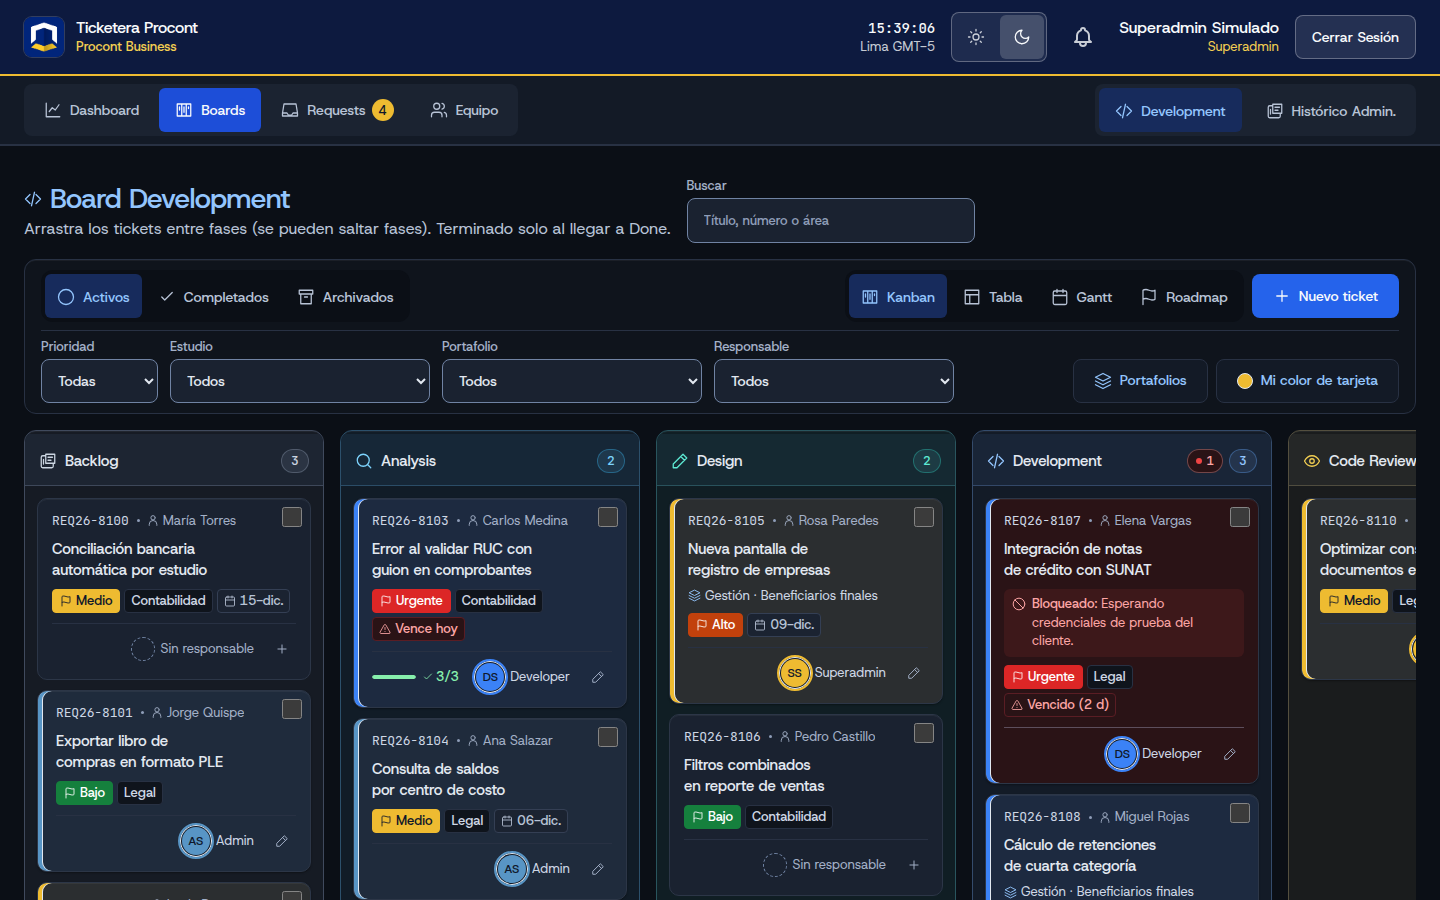 Ticketera Procont
Procont Business
15:39:06
Lima GMT-5
Superadmin Simulado
Superadmin
Cerrar Sesión
Dashboard
Boards
Requests 4
Equipo
Development
Histórico Admin.
Board Development
Arrastra los tickets entre fases (se pueden saltar fases). Terminado solo al llegar a Done.
Buscar
Título, número o área
Activos
Completados
Archivados
Kanban
Tabla
Gantt
Roadmap
Nuevo ticket
Prioridad
Todas
Estudio
Todos
Portafolio
Todos
Responsable
Todos
Portafolios
Mi color de tarjeta
Backlog 3
REQ26-8100 • María Torres
Conciliación bancaria
automática por estudio
Medio Contabilidad 15-dic.
Sin responsable
REQ26-8101 • Jorge Quispe
Exportar libro de
compras en formato PLE
Bajo Legal
AS Admin
Analysis 2
REQ26-8103 • Carlos Medina
Error al validar RUC con
guion en comprobantes
Urgente Contabilidad
Vence hoy
3/3 DS Developer
REQ26-8104 • Ana Salazar
Consulta de saldos
por centro de costo
Medio Legal 06-dic.
AS Admin
Design 2
REQ26-8105 • Rosa Paredes
Nueva pantalla de
registro de empresas
Gestión · Beneficiarios finales
Alto 09-dic.
SS Superadmin
REQ26-8106 • Pedro Castillo
Filtros combinados
en reporte de ventas
Bajo Contabilidad
Sin responsable
Development 1 3
REQ26-8107 • Elena Vargas
Integración de notas
de crédito con SUNAT
Bloqueado: Esperando
credenciales de prueba del
cliente.
Urgente Legal
Vencido (2 d)
DS Developer
REQ26-8108 • Miguel Rojas
Cálculo de retenciones
de cuarta categoría
Gestión · Beneficiarios finales
Code Review
REQ26-8110 •
Optimizar
documentos
Medio